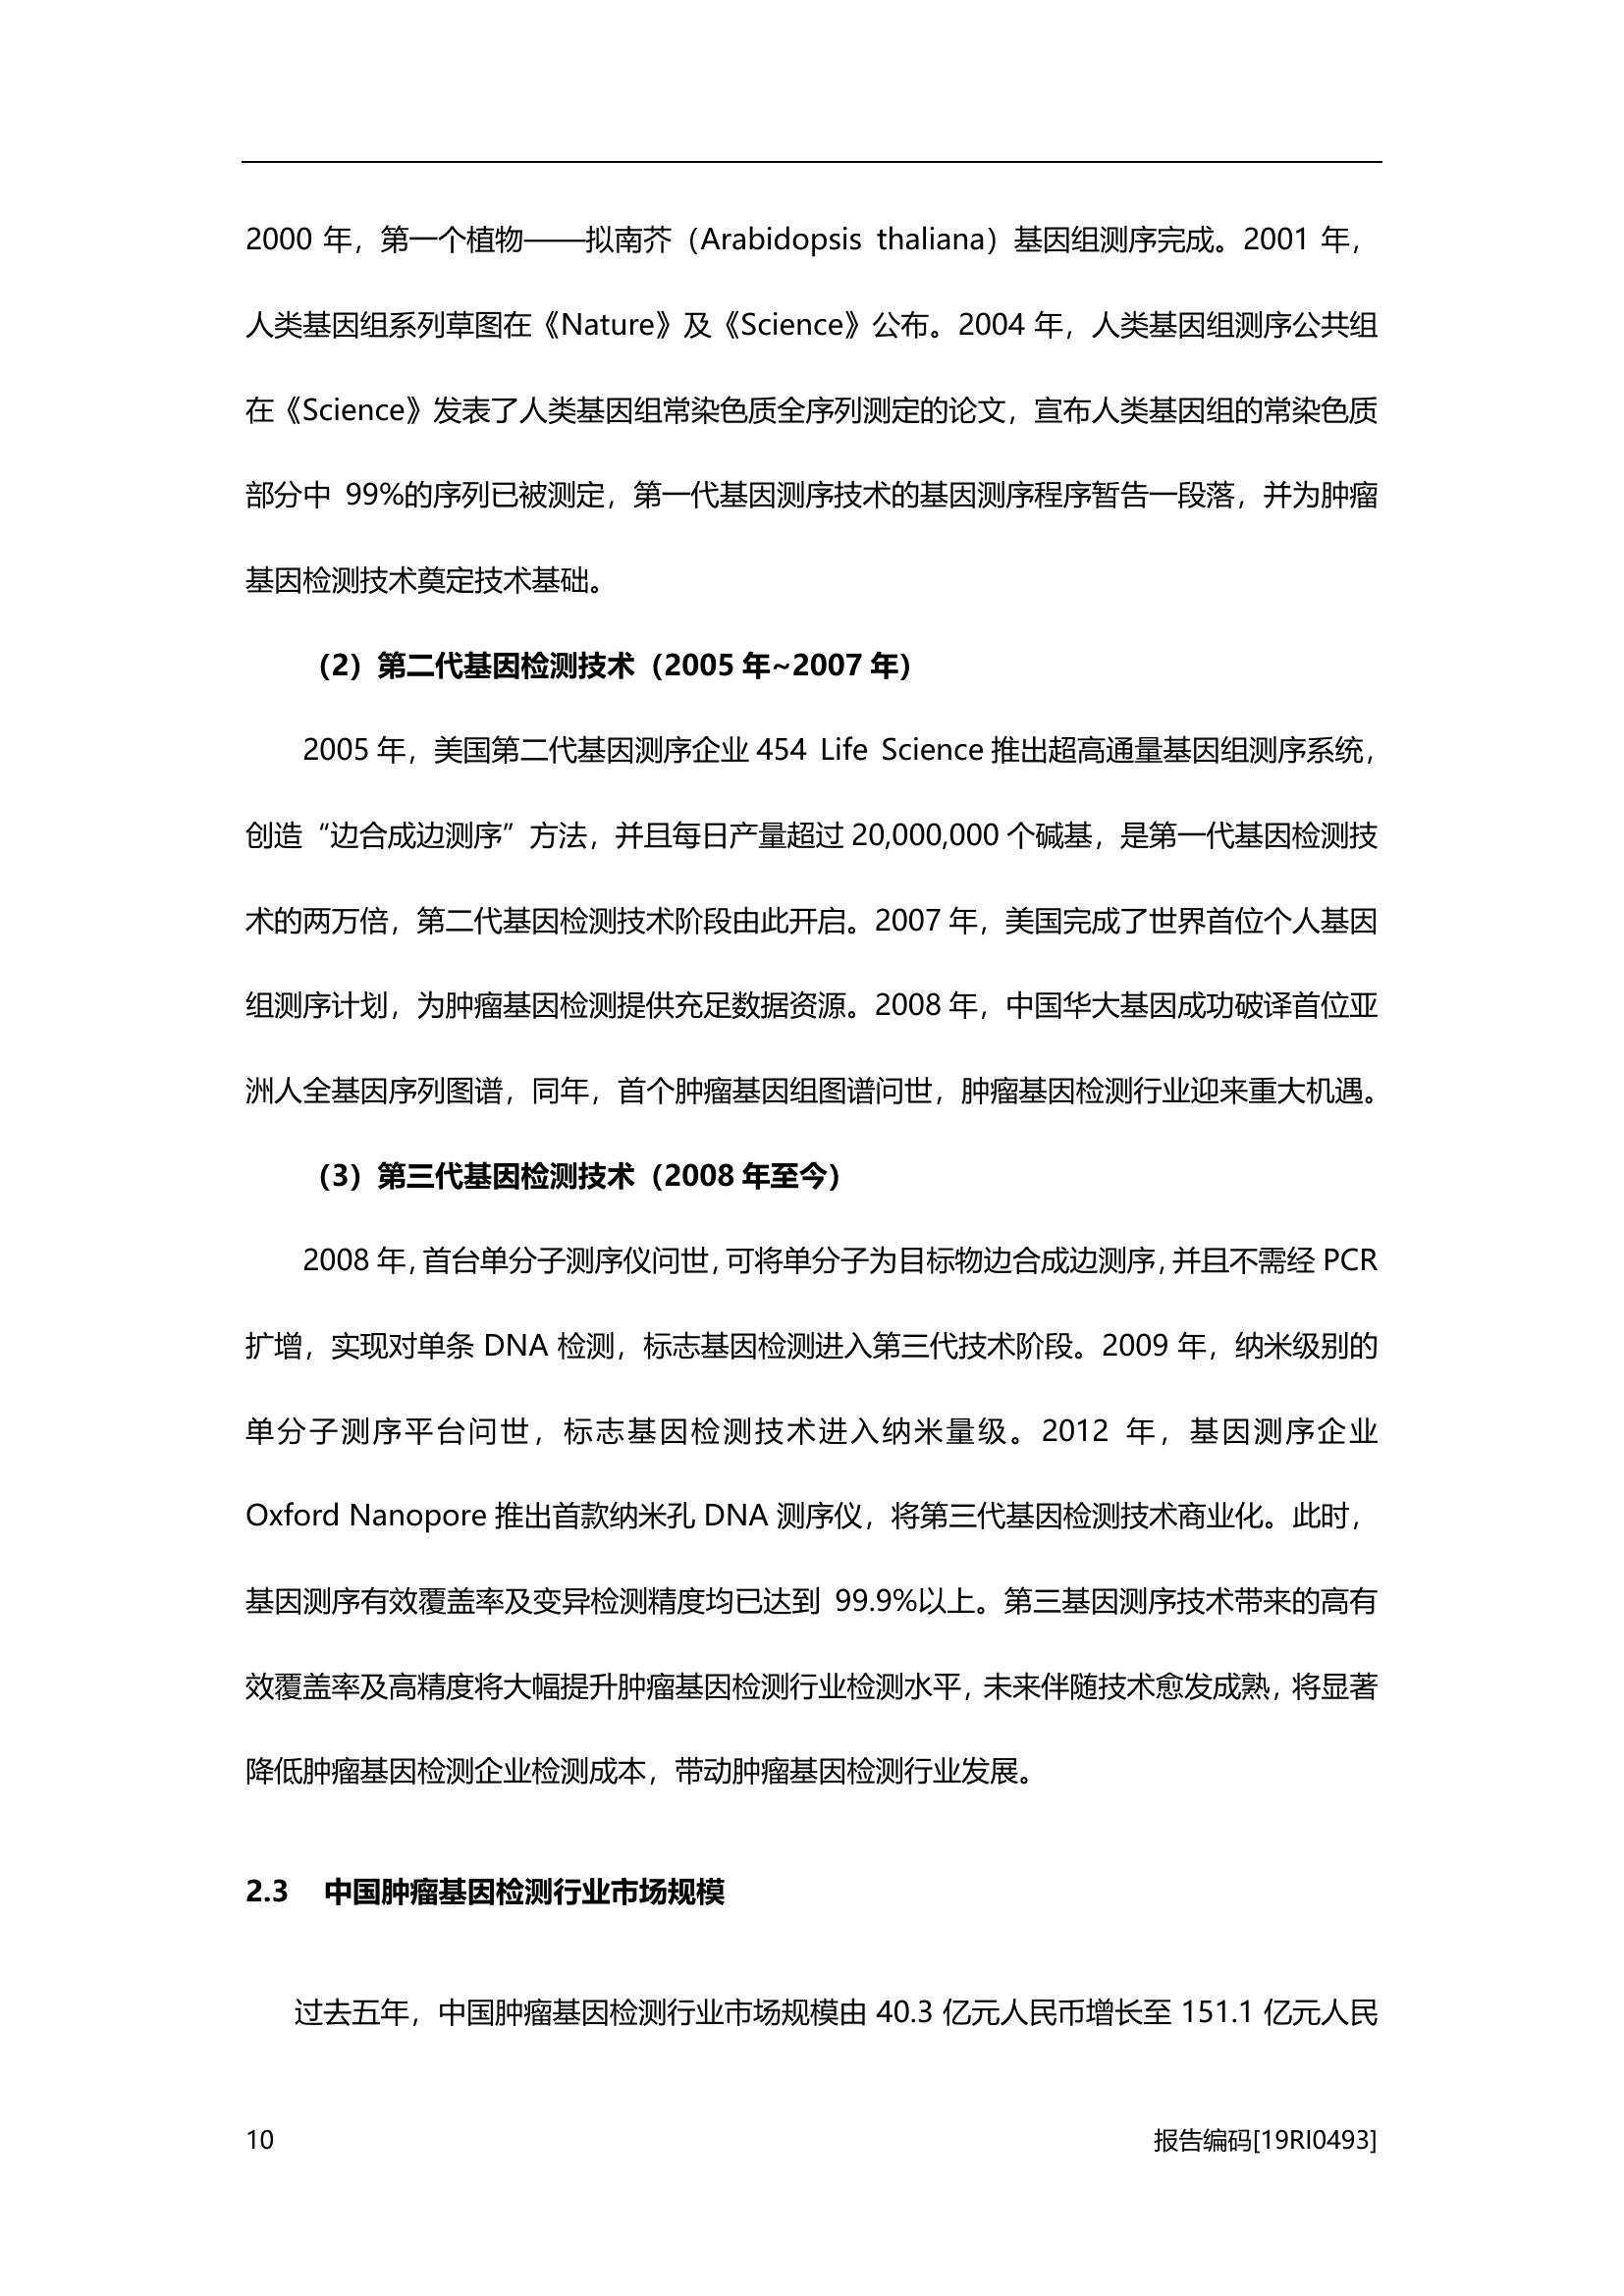 2000 年，第一个植物——拟南芥（Arabidopsis thaliana）基因组测序完成。2001 年，
人类基因组系列草图在《Nature》及《Science》公布。2004 年，人类基因组测序公共组
在《Science》发表了人类基因组常染色质全序列测定的论文，宣布人类基因组的常染色质
部分中 99%的序列已被测定，第一代基因测序技术的基因测序程序暂告一段落，并为肿瘤
基因检测技术奠定技术基础。
（2）第二代基因检测技术（2005 年~2007 年）
2005 年，美国第二代基因测序企业 454 Life Science 推出超高通量基因组测序系统，
创造“边合成边测序”方法，并且每日产量超过 20,000,000 个碱基，是第一代基因检测技
术的两万倍，第二代基因检测技术阶段由此开启。2007 年，美国完成了世界首位个人基因
组测序计划，为肿瘤基因检测提供充足数据资源。2008 年，中国华大基因成功破译首位亚
洲人全基因序列图谱，同年，首个肿瘤基因组图谱问世，肿瘤基因检测行业迎来重大机遇。
（3）第三代基因检测技术（2008 年至今）
2008 年，首台单分子测序仪问世，可将单分子为目标物边合成边测序，并且不需经 PCR
扩增，实现对单条 DNA 检测，标志基因检测进入第三代技术阶段。2009 年，纳米级别的
单分子测序平台问世，标志基因检测技术进入纳米量级。2012 年，基因测序企业
Oxford Nanopore 推出首款纳米孔 DNA 测序仪，将第三代基因检测技术商业化。此时，
基因测序有效覆盖率及变异检测精度均已达到 99.9%以上。第三基因测序技术带来的高有
效覆盖率及高精度将大幅提升肿瘤基因检测行业检测水平，未来伴随技术愈发成熟，将显著
降低肿瘤基因检测企业检测成本，带动肿瘤基因检测行业发展。
2.3 中国肿瘤基因检测行业市场规模
过去五年，中国肿瘤基因检测行业市场规模由 40.3 亿元人民币增长至 151.1 亿元人民
10 报告编码[19RI0493]